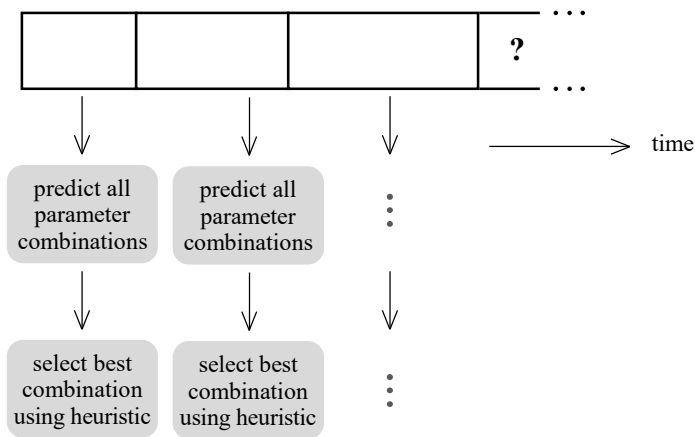 ?
...
...
time
predict all
parameter
combinations
predict all
parameter
combinations
select best
combination
using heuristic
select best
combination
using heuristic